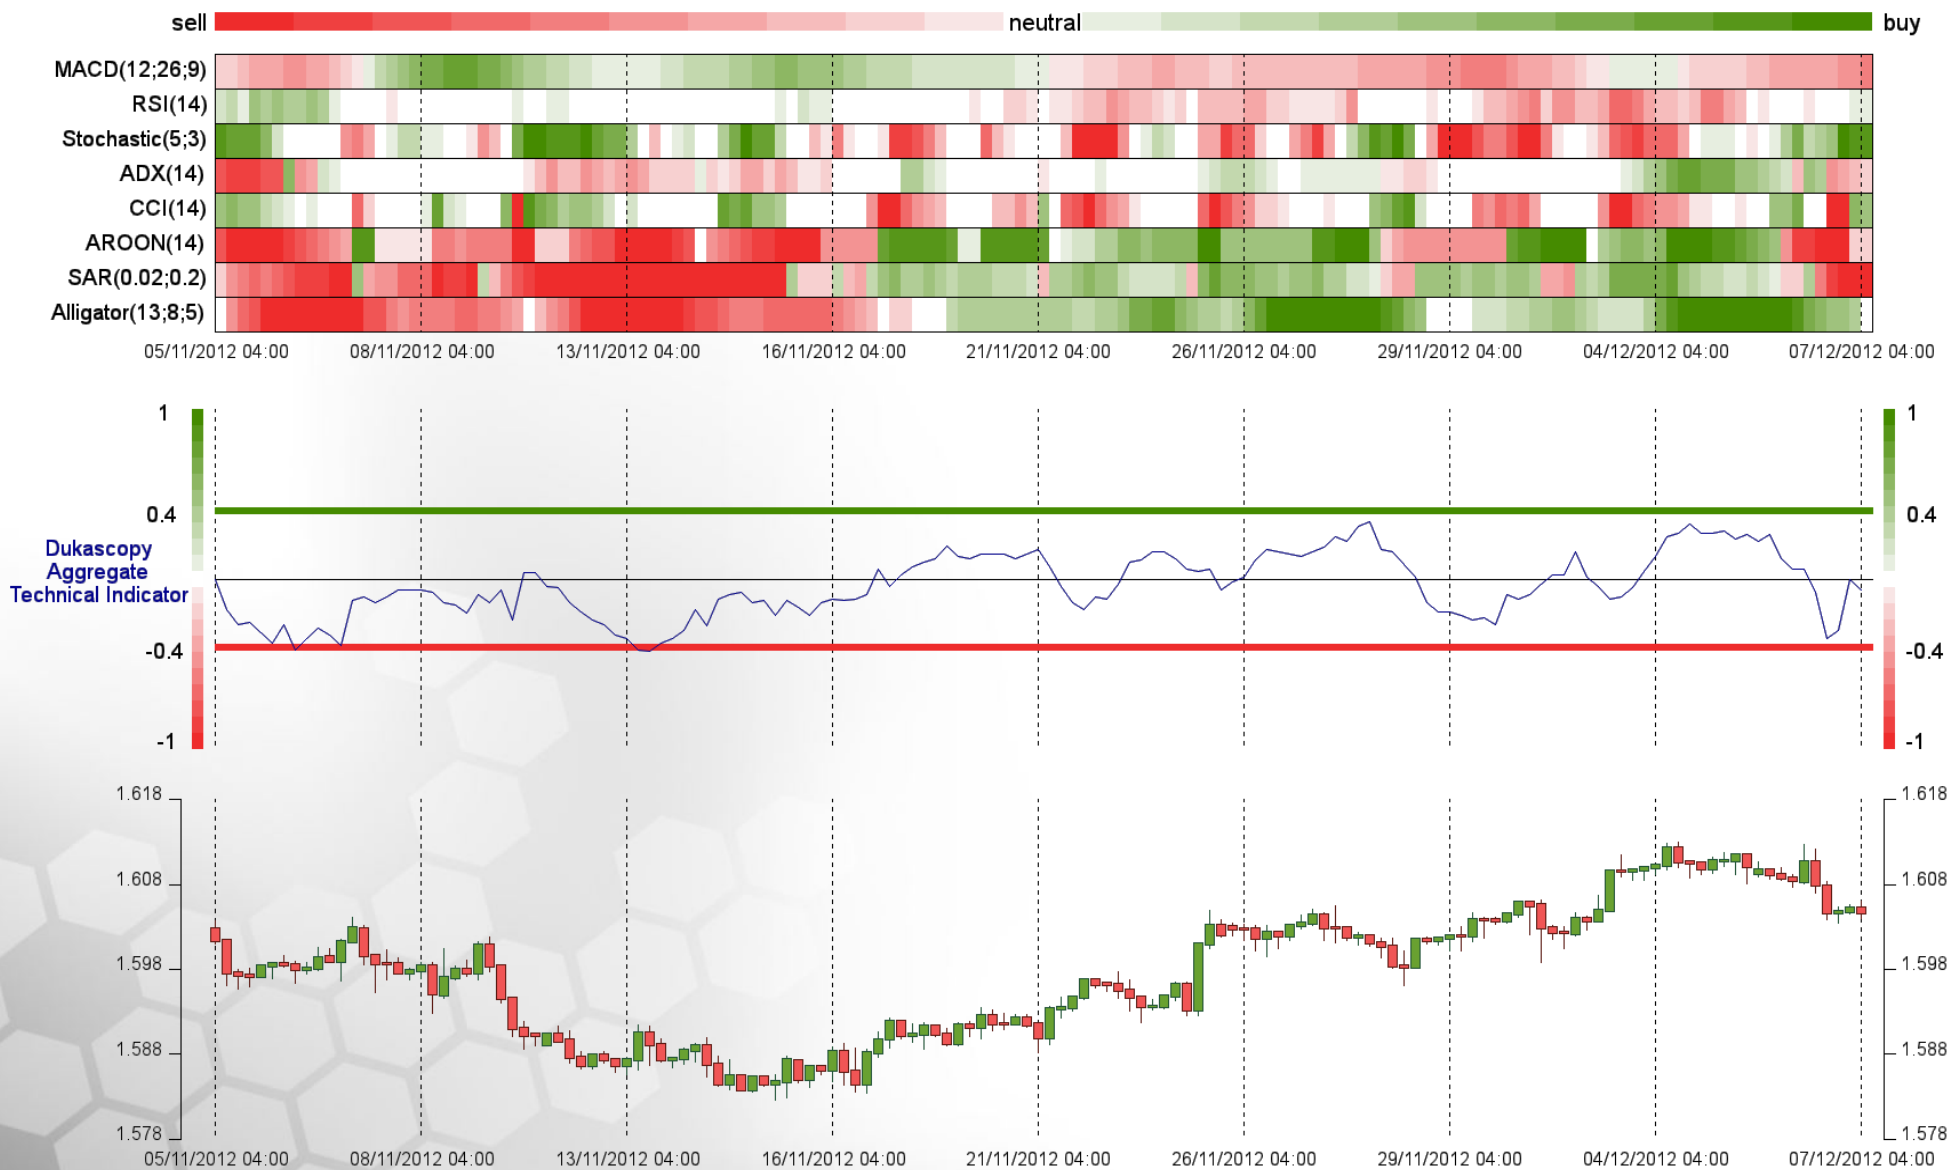 sell neutral buy
MACD(12;26;9)
RSI(14)
Stochastic(5;3)
ADX(14)
CCI(14)
AROON(14)
SAR(0.02;0.2)
Alligator(13;8;5)
05/11/2012 04:00 08/11/2012 04:00 13/11/2012 04:00 16/11/2012 04:00 21/11/2012 04:00 26/11/2012 04:00 29/11/2012 04:00 04/12/2012 04:00 07/12/2012 04:00
1 1
0.4 0.4
Dukascopy
Aggregate
Technical Indicator
-0.4 -0.4
-1 -1
1.618 1.618
1.608 1.608
1.598 1.598
1.588 1.588
1.578 1.578
05/11/2012 04:00 08/11/2012 04:00 13/11/2012 04:00 16/11/2012 04:00 21/11/2012 04:00 26/11/2012 04:00 29/11/2012 04:00 04/12/2012 04:00 07/12/2012 04:00